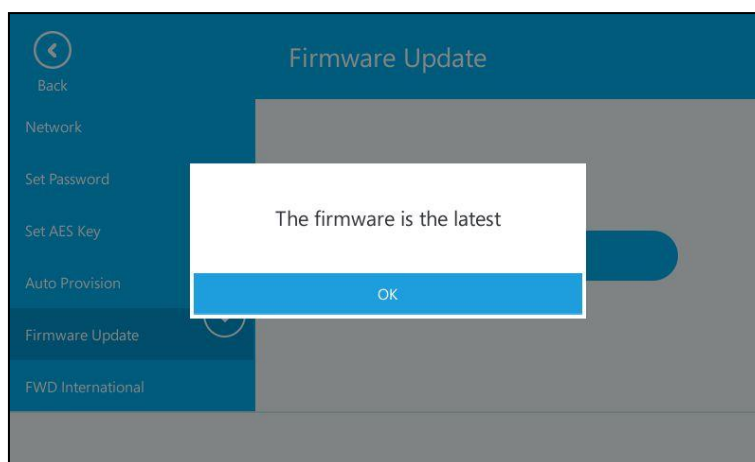 Back
Firmware Update
Network
Set Password
Set AES Key
Auto Provision
Firmware Update
FWD International
The firmware is the latest
OK